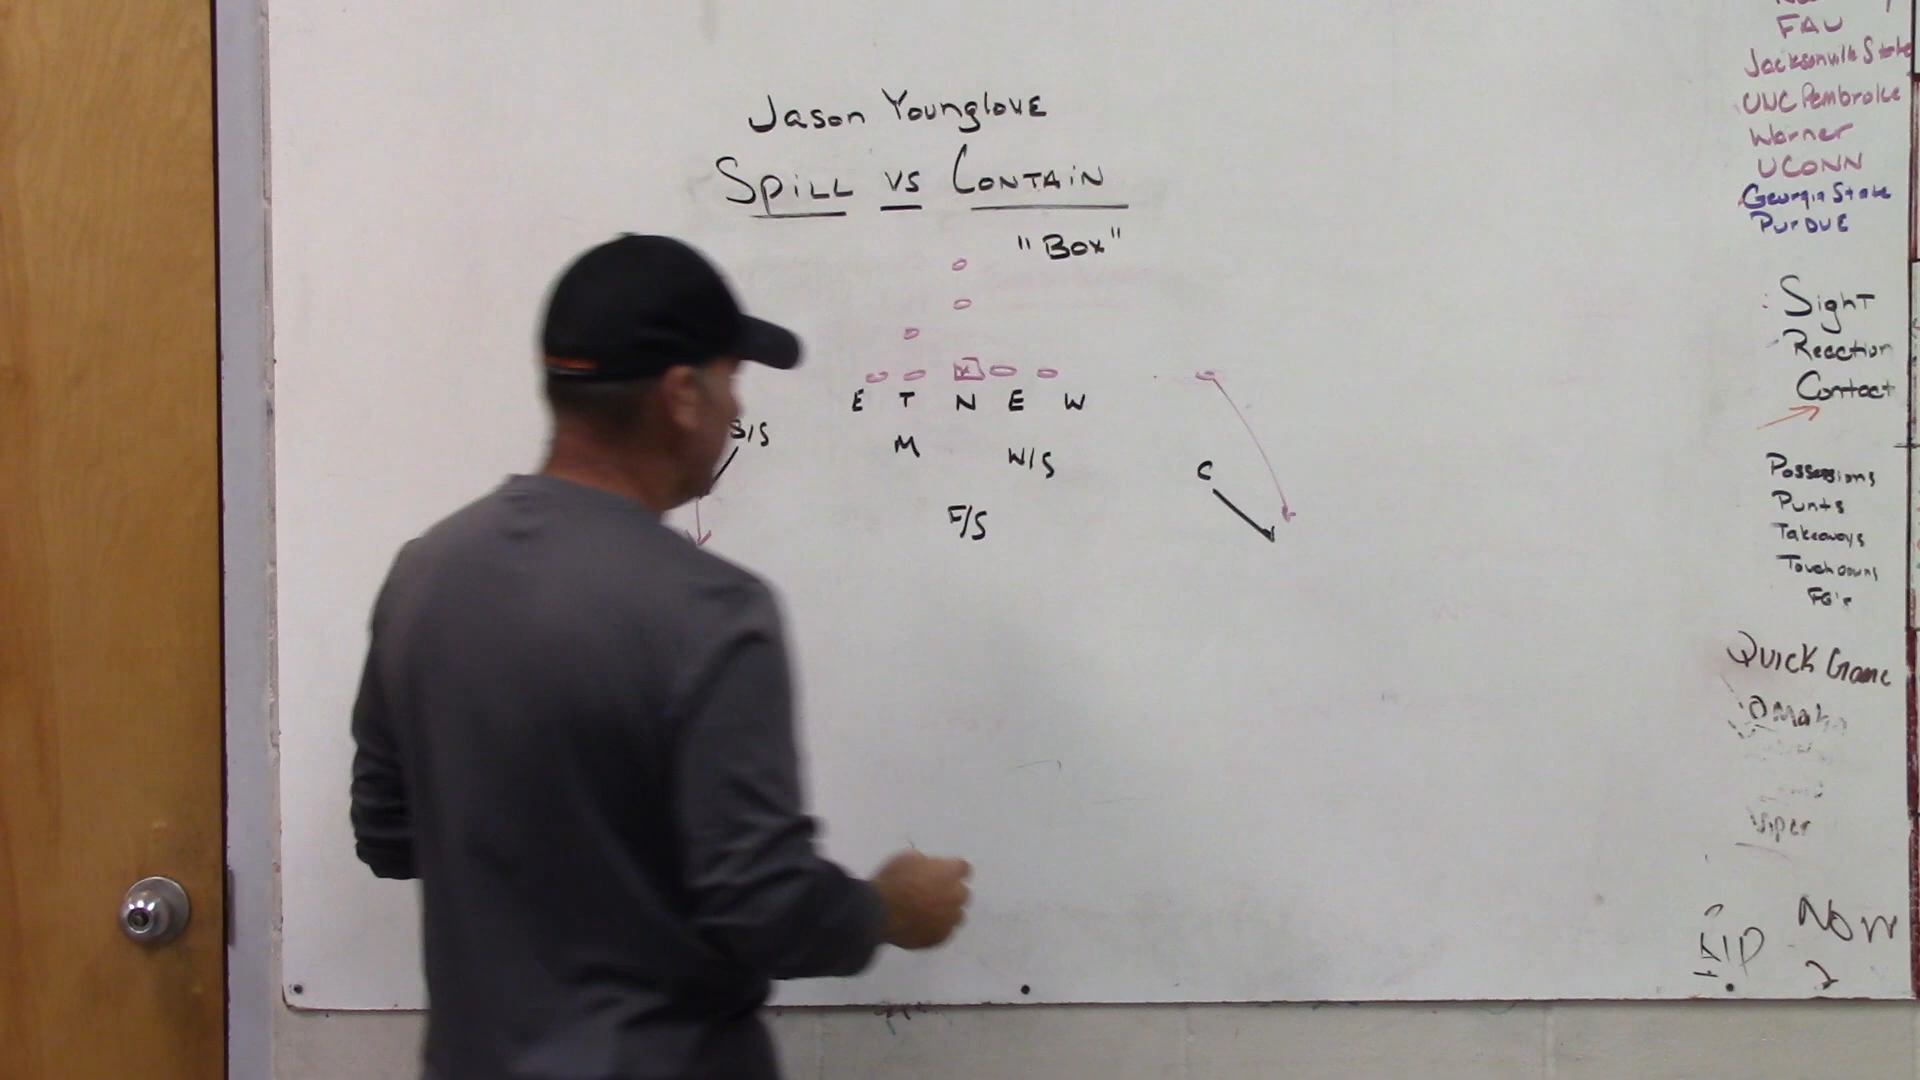 Jason Younglove
Spill vs Contain
"Box"
E T N E W
B/S
M
W/S
C
F/S
FAU
Jacksonville State
UNC Pembroke
Warner
UCONN
Georgia State
Purdue
Sight
Reaction
Contact
Possessions
Punts
Takeaways
Touchdowns
FG's
Quick Game
Omaha
Viper
Now